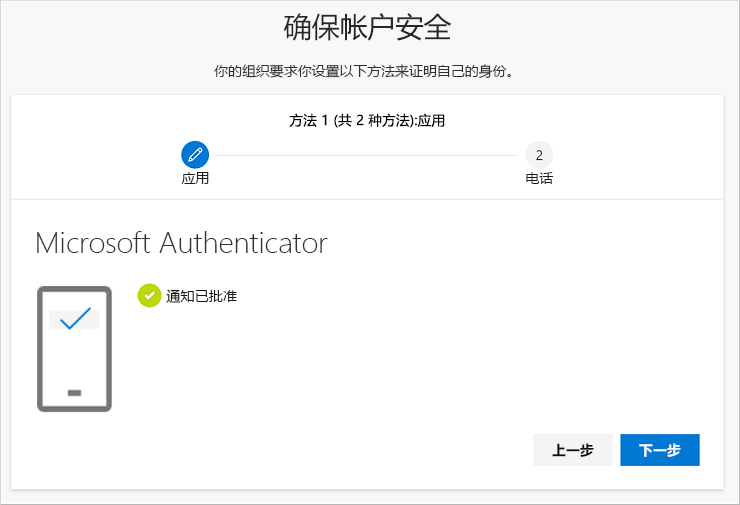 确保帐户安全
你的组织要求你设置以下方法来证明自己的身份。
方法 1 (共 2 种方法):应用
2
应用
电话
Microsoft Authenticator
通知已批准
上一步
下一步